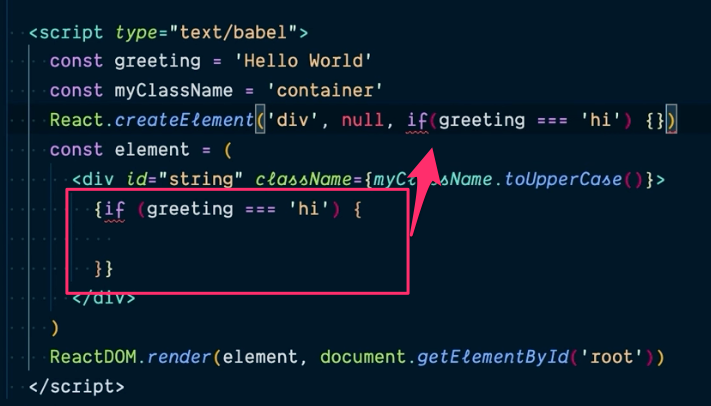 <script type="text/babel">
const greeting = 'Hello World'
const myClassName = 'container'
React.createElement('div', null, if(greeting === 'hi') {})
const element = (
<div id="string" className={myClassName.toUpperCase()}>
{if (greeting === 'hi') {
}}
</div>
)
ReactDOM.render(element, document.getElementById('root'))
</script>